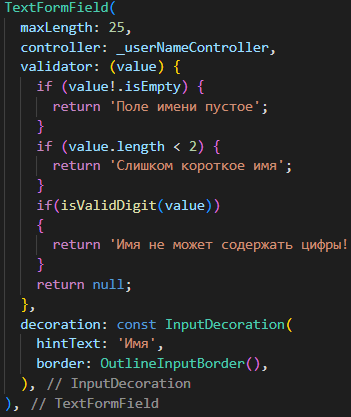 TextFormField(
  maxLength: 25,
  controller: _userNameController,
  validator: (value) {
    if (value!.isEmpty) {
      return 'Поле имени пустое';
    }
    if (value.length < 2) {
      return 'Слишком короткое имя';
    }
    if(isValidDigit(value))
    {
      return 'Имя не может содержать цифры!
    }
    return null;
  },
  decoration: const InputDecoration(
    hintText: 'Имя',
    border: OutlineInputBorder(),
  ), // InputDecoration
), // TextFormField